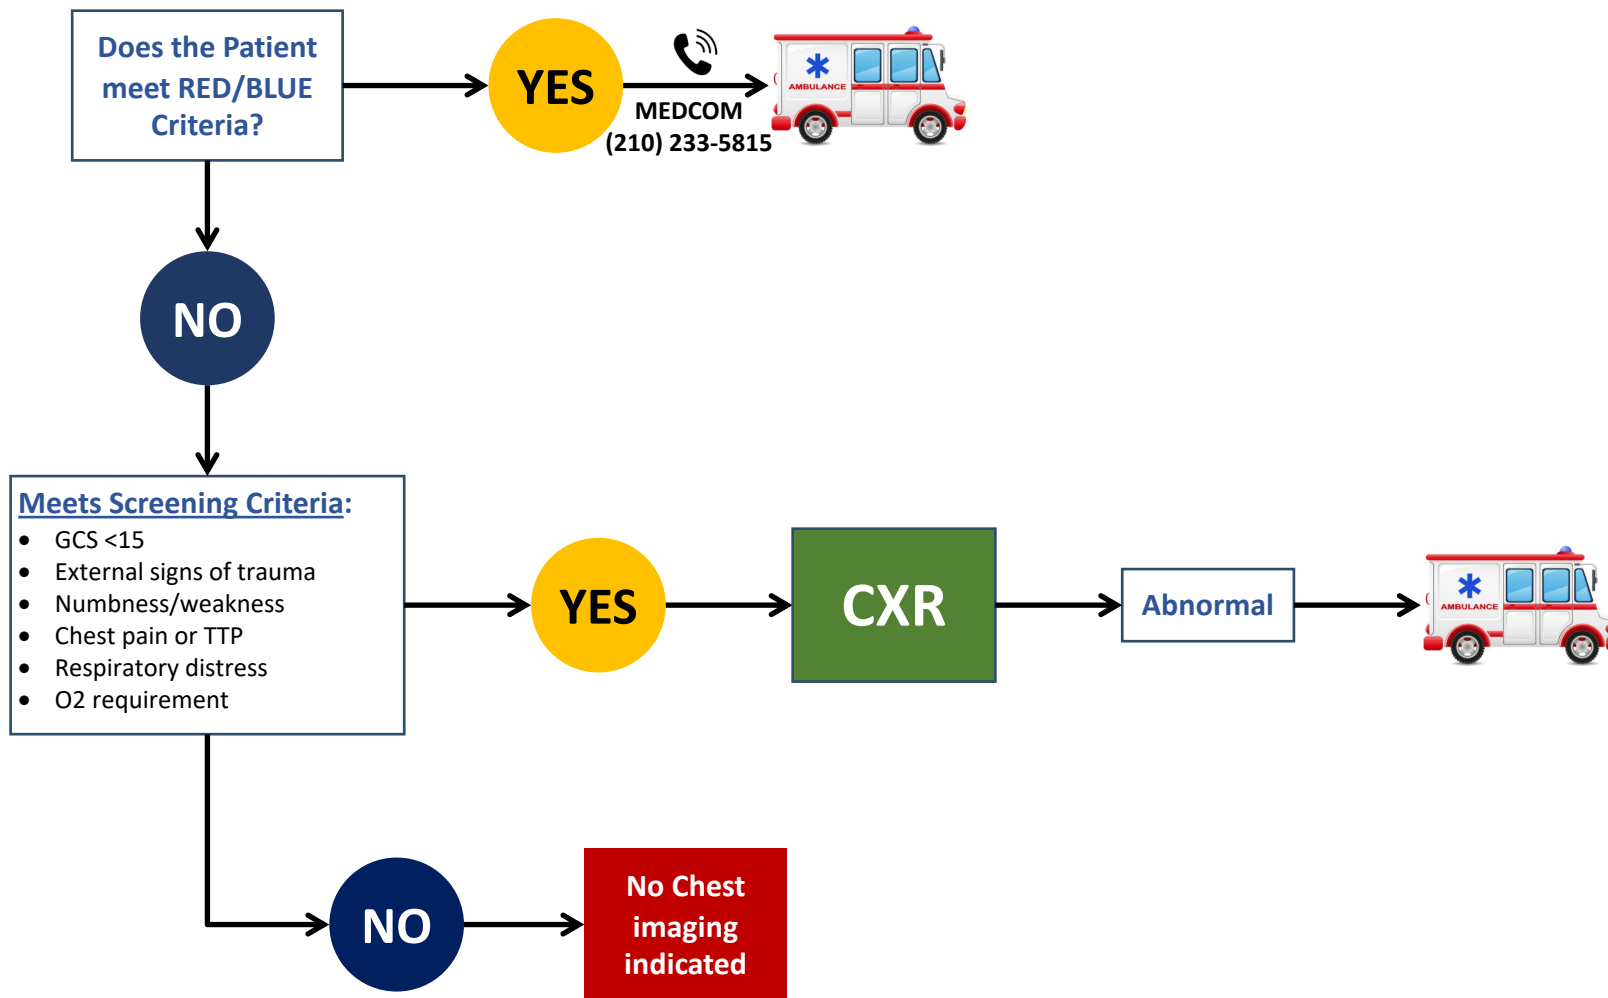 Does the Patient
meet RED/BLUE
Criteria?
YES
MEDCOM
(210) 233-5815
AMBULANCE
NO
Meets Screening Criteria:
• GCS <15
• External signs of trauma
• Numbness/weakness
• Chest pain or TTP
• Respiratory distress
• O2 requirement
YES
CXR
Abnormal
AMBULANCE
NO
No Chest
imaging
indicated